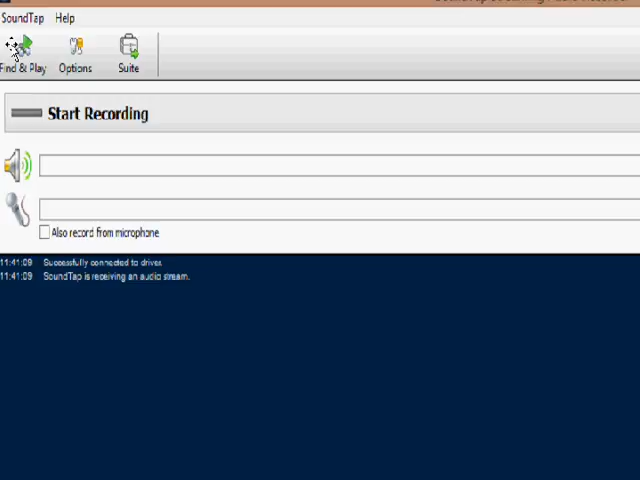 SoundTap Help
Find & Play Options Suite
Start Recording
Also record from microphone
11:41:09 Successfully connected to driver.
11:41:09 SoundTap is receiving an audio stream.